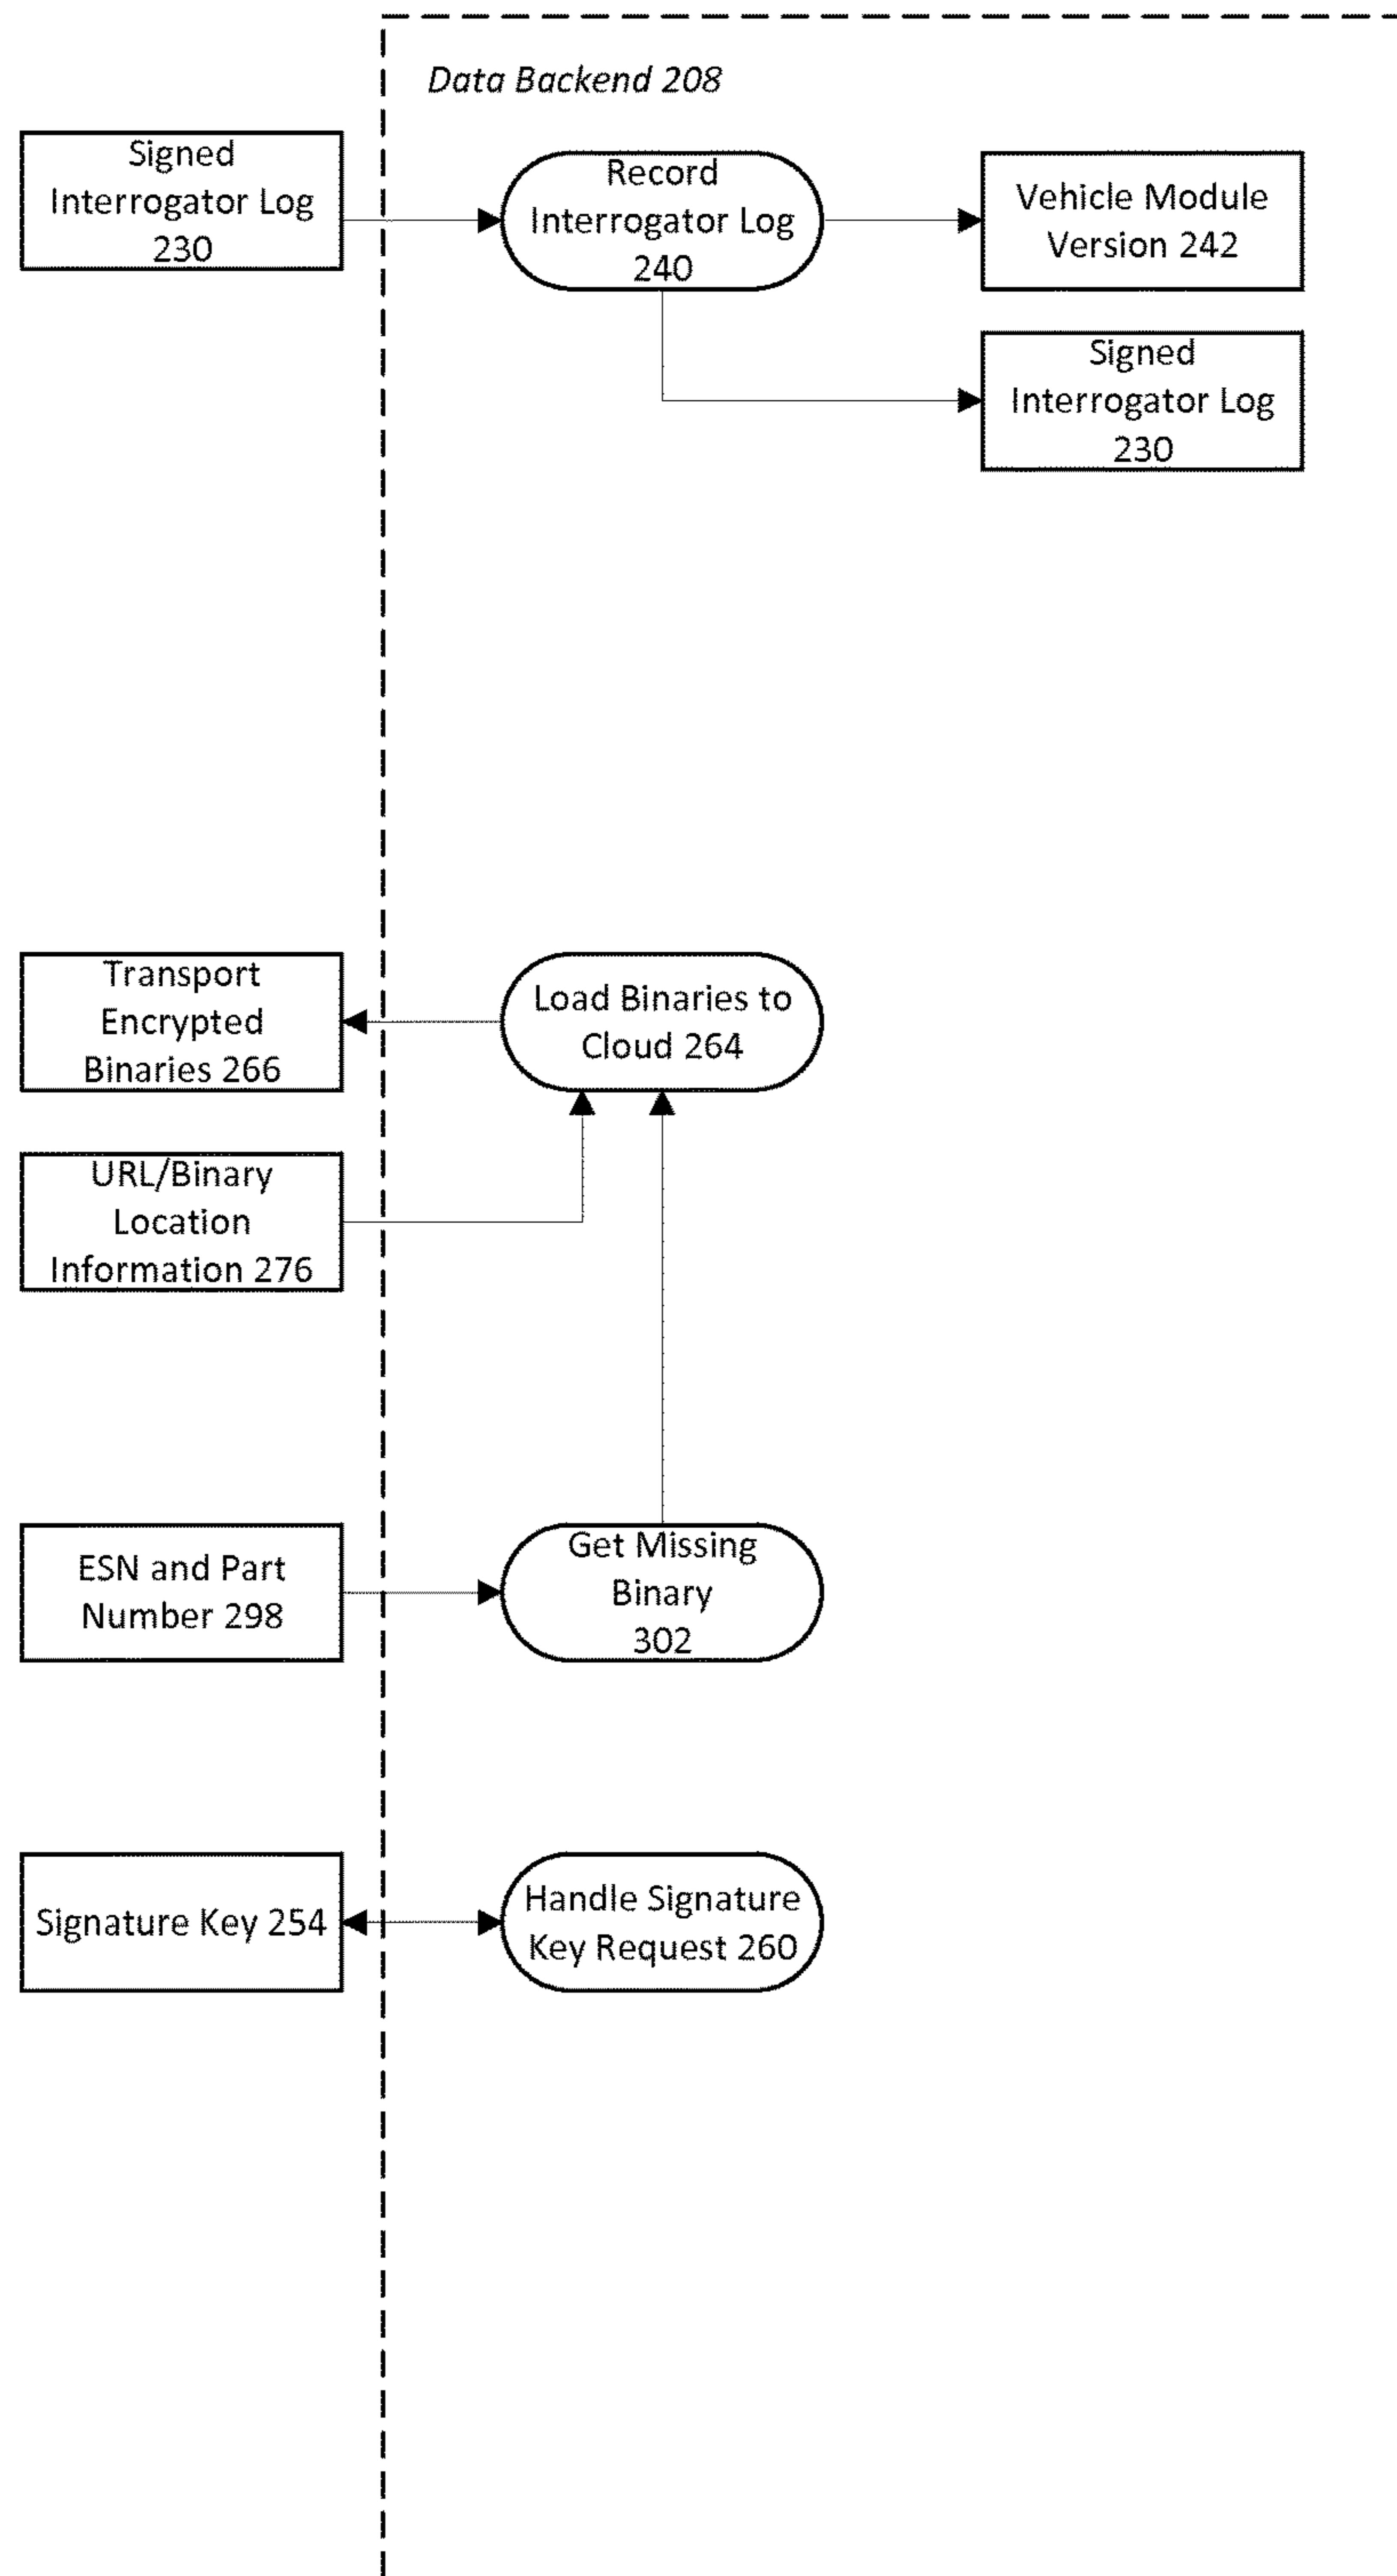 Data Backend 208
Signed
Interrogator Log
230
Record
Interrogator Log
240
Vehicle Module
Version 242
Signed
Interrogator Log
230
Transport
Encrypted
Binaries 266
Load Binaries to
Cloud 264
URL/Binary
Location
Information 276
ESN and Part
Number 298
Get Missing
Binary
302
Signature Key 254
Handle Signature
Key Request 260